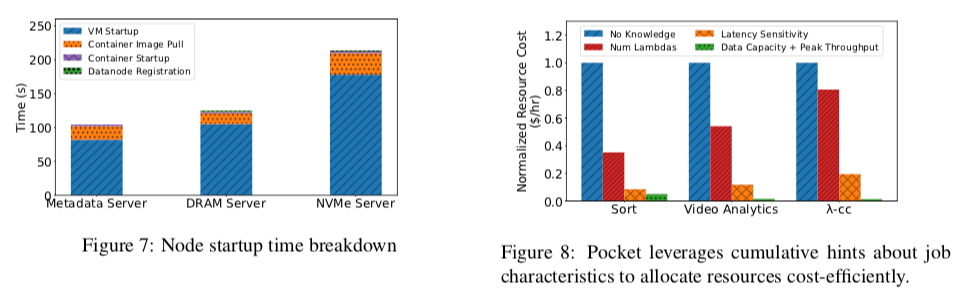 250
200
150
100
50
0
Time (s)
VM Startup
Container Image Pull
Container Startup
Datanode Registration
Metadata Server
DRAM Server
NVMe Server
Figure 7: Node startup time breakdown
1.2
1.0
0.8
0.6
0.4
0.2
0.0
Normalized Resource Cost
($/hr)
No Knowledge
Num Lambdas
Latency Sensitivity
Data Capacity + Peak Throughput
Sort
Video Analytics
λ-cc
Figure 8: Pocket leverages cumulative hints about job
characteristics to allocate resources cost-efficiently.